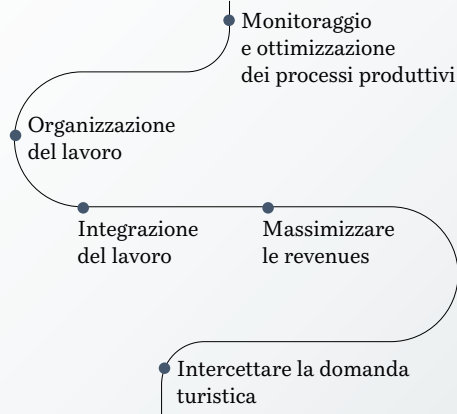 Monitoraggio
e ottimizzazione
dei processi produttivi
Organizzazione
del lavoro
Integrazione
del lavoro
Massimizzare
le revenues
Intercettare la domanda
turistica